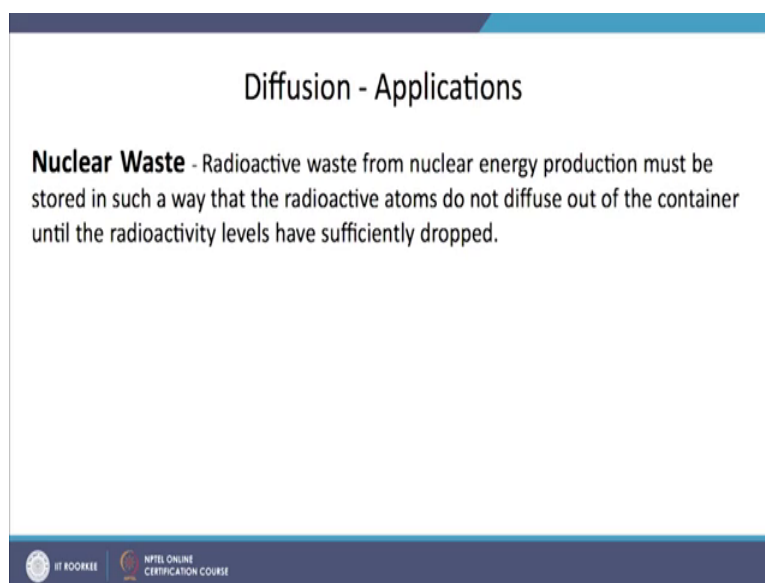 Diffusion - Applications
Nuclear Waste - Radioactive waste from nuclear energy production must be
stored in such a way that the radioactive atoms do not diffuse out of the container
until the radioactivity levels have sufficiently dropped.
IIT ROORKEE
NPTEL ONLINE
CERTIFICATION COURSE